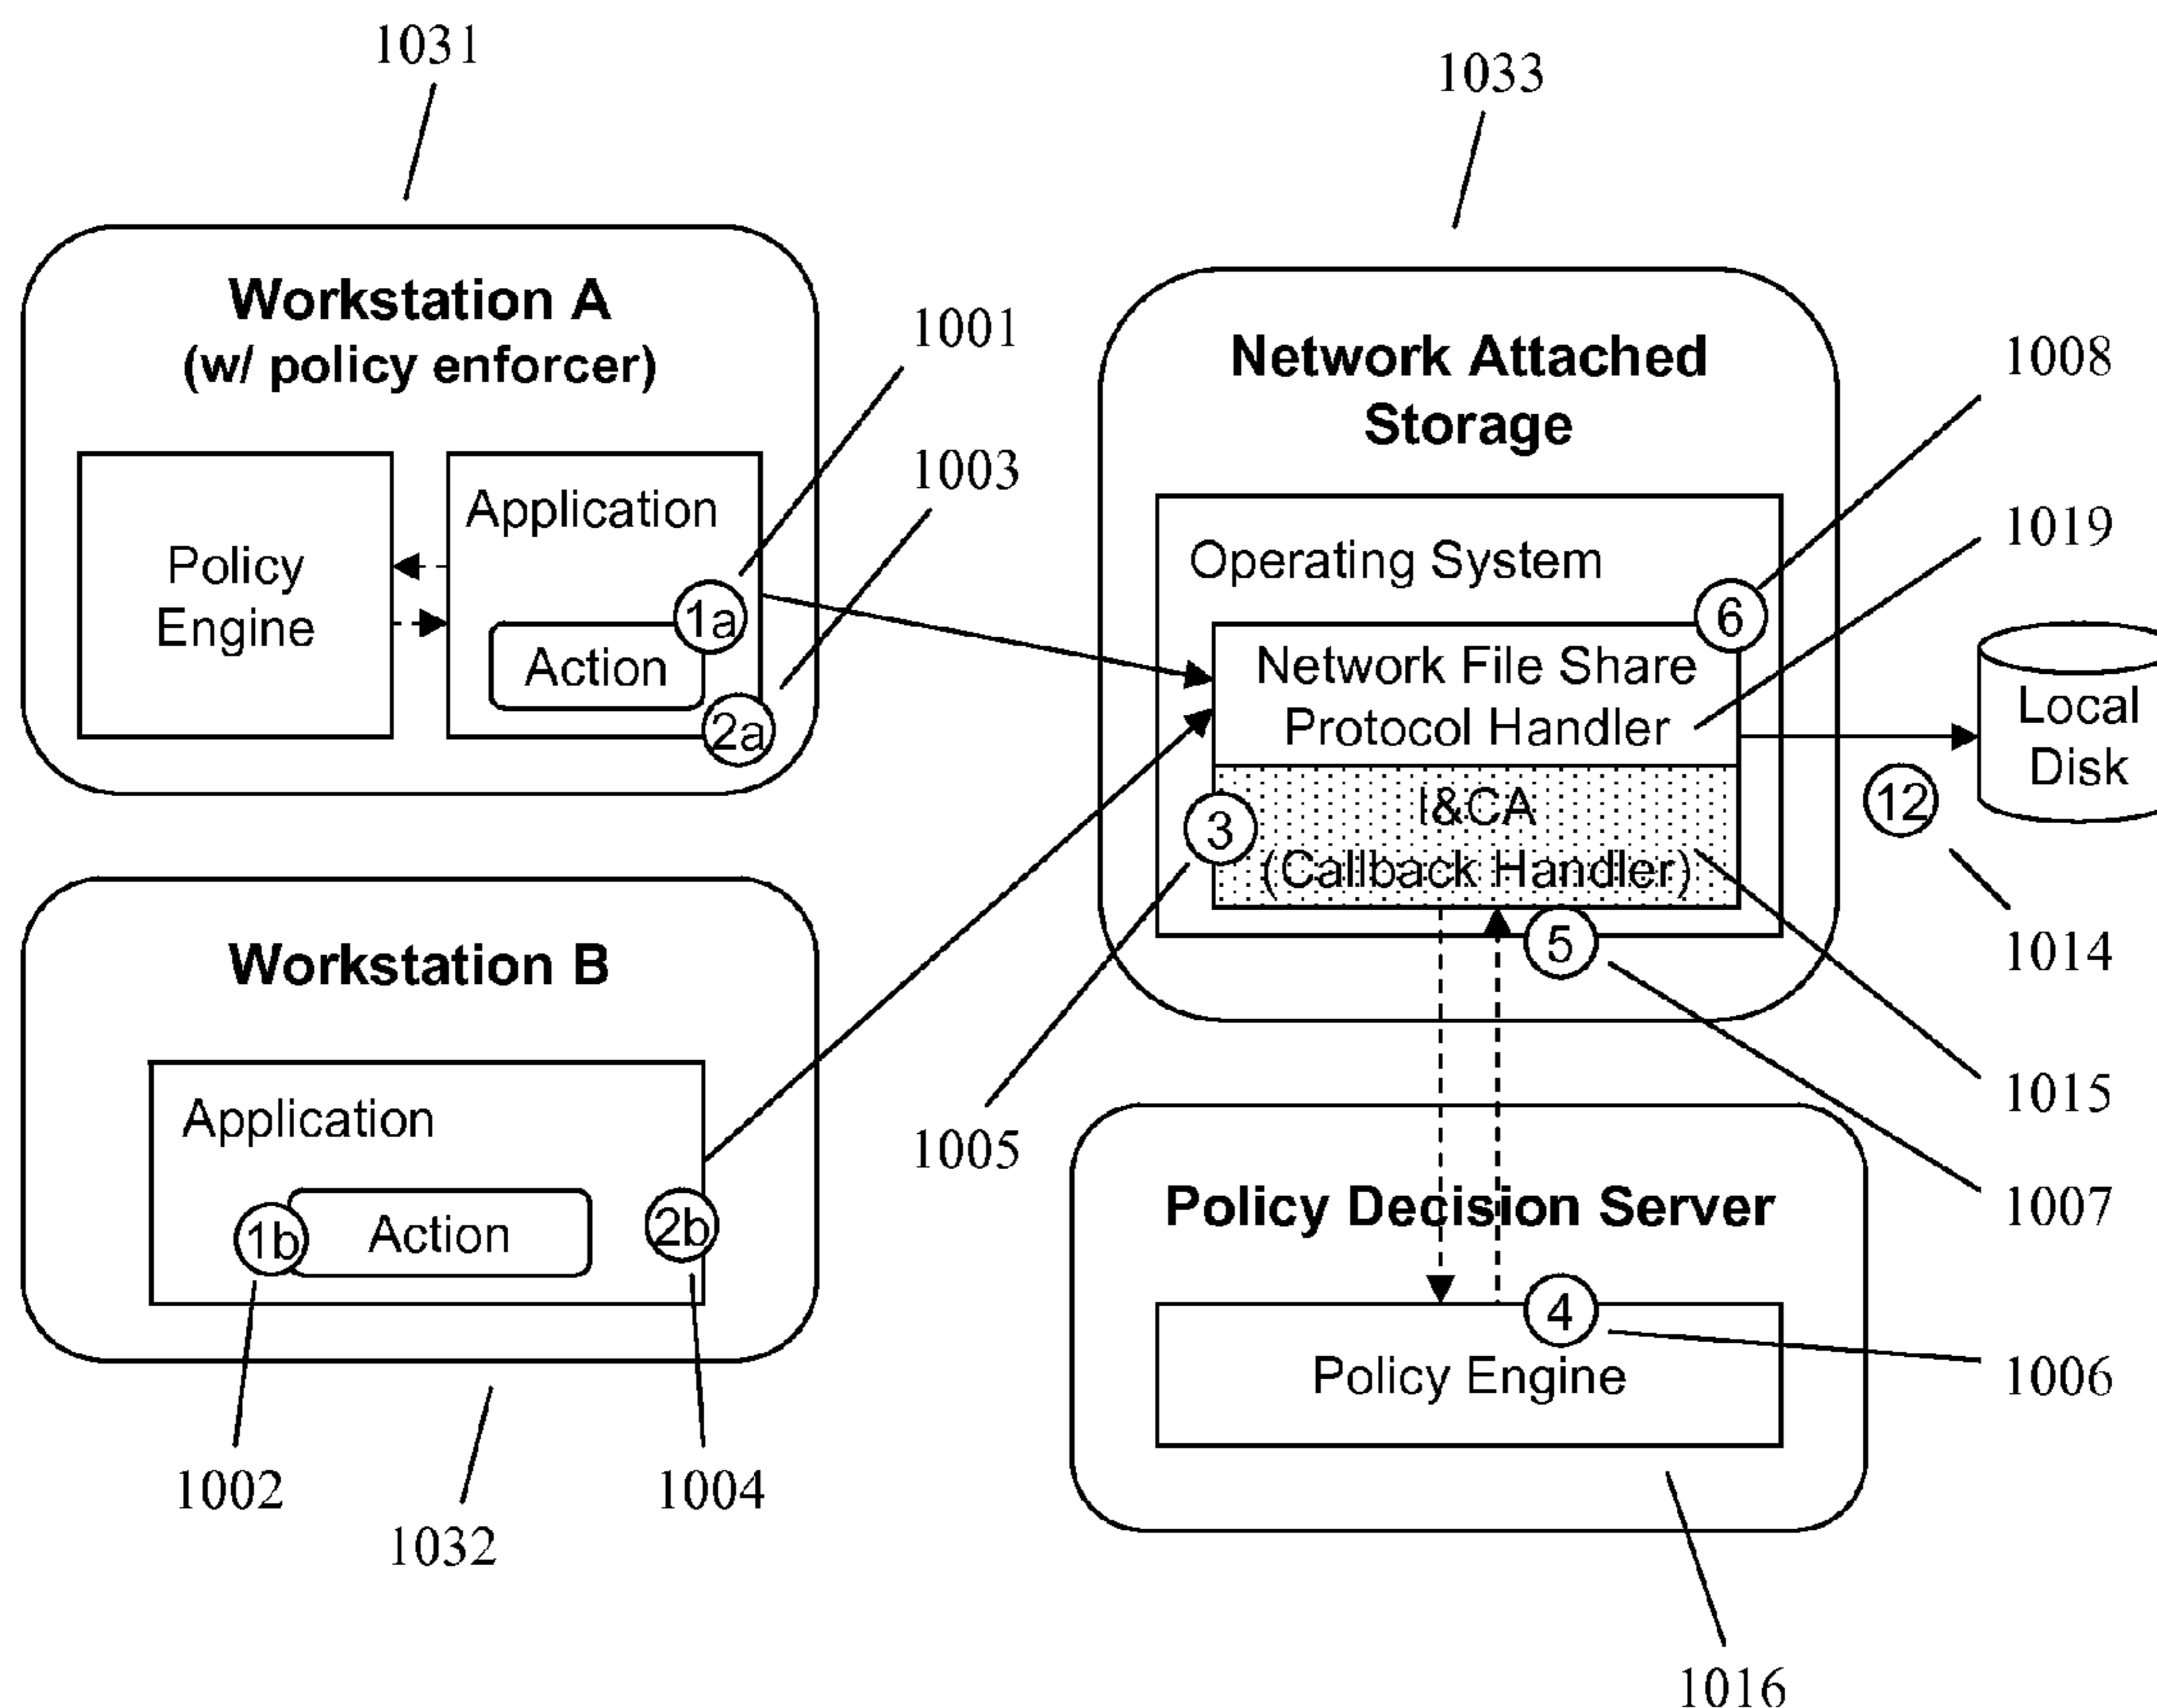 1031
1033
Workstation A
(w/ policy enforcer)
1001
1003
Policy
Engine
Application
1a
Action
2a
Network Attached
Storage
1008
1019
Operating System
6
Network File Share
Protocol Handler
Local
Disk
3
I&CA
(Callback Handler)
12
5
1014
1015
1007
Workstation B
Application
1b
Action
2b
1005
1002
1004
1032
Policy Decision Server
4
Policy Engine
1006
1016